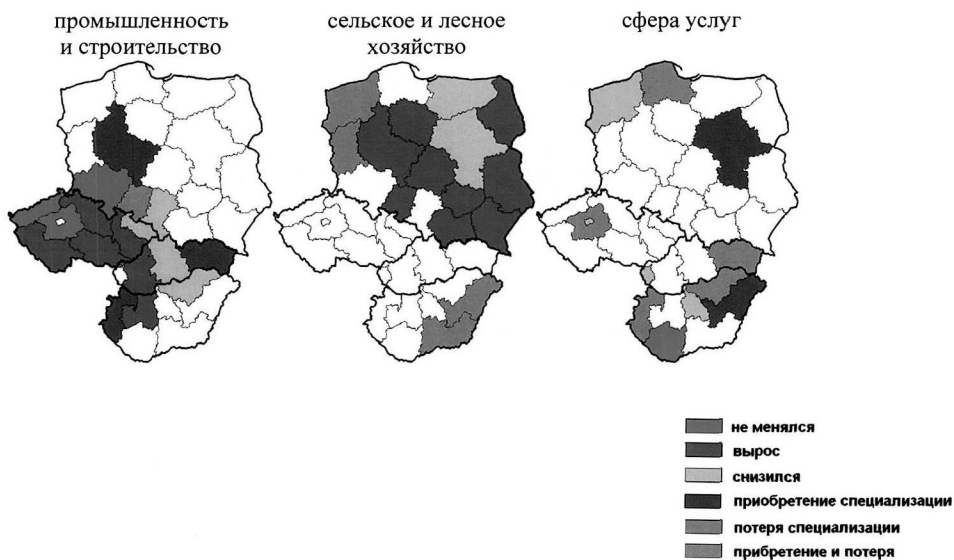 промышленность
и строительство
сельское и лесное
хозяйство
сфера услуг
не менялся
вырос
снизился
приобретение специализации
потеря специализации
прибретение и потеря